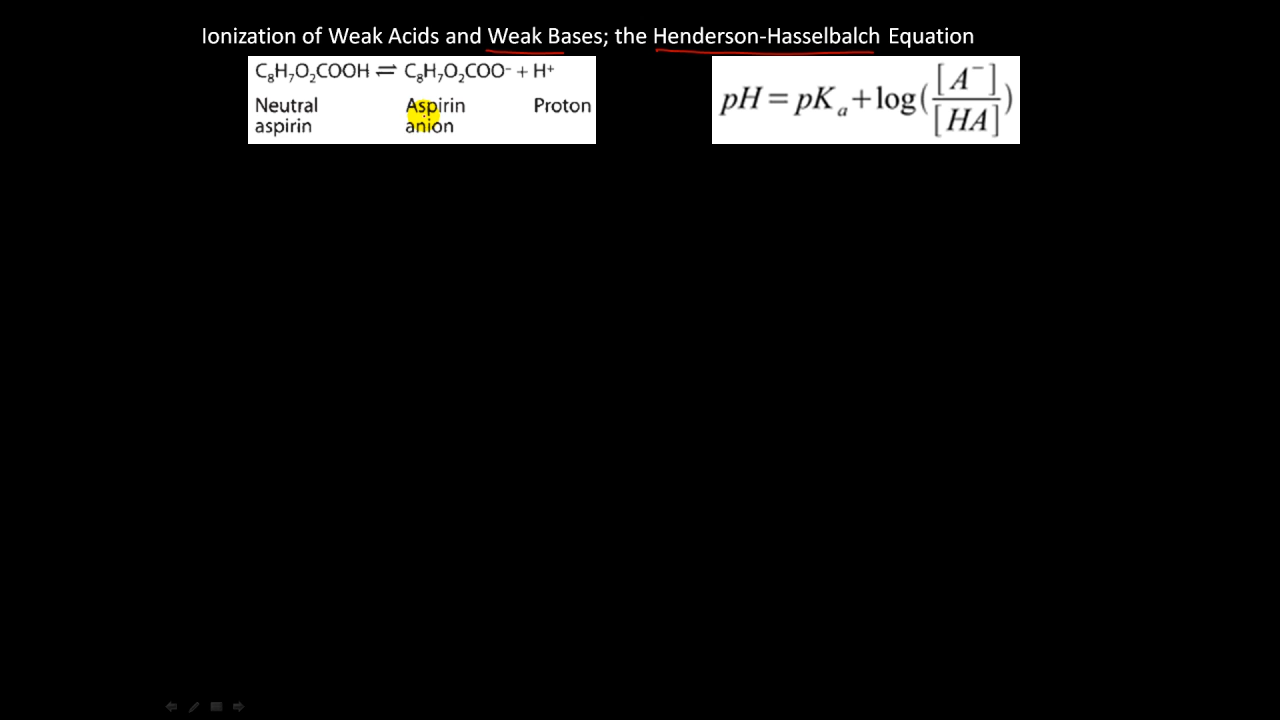 Ionization of Weak Acids and Weak Bases; the Henderson-Hasselbalch Equation
C₈H₇O₂COOH ⇌ C₈H₇O₂COO⁻ + H⁺
Neutral aspirin
Aspirin anion
Proton
pH = pKₐ + log([A⁻]/[HA])